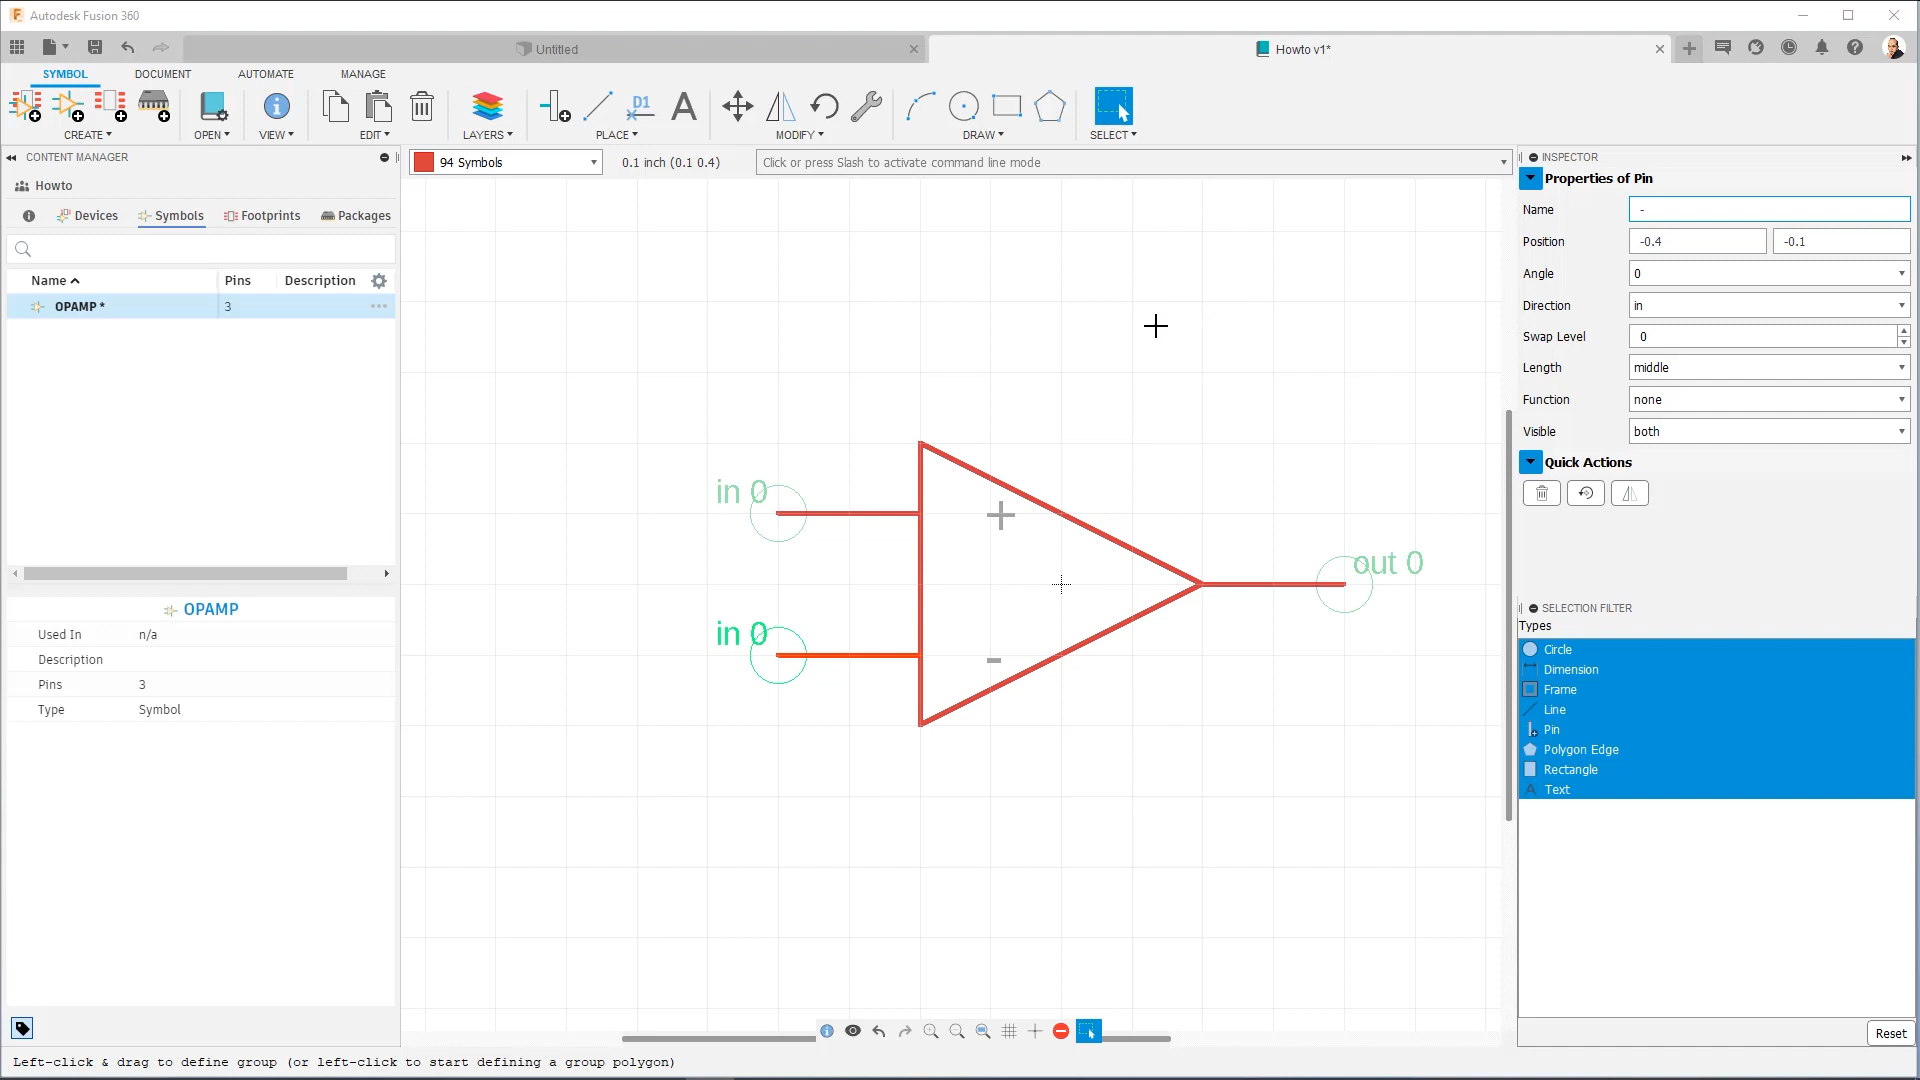 Autodesk Fusion 360
Untitled
Howto v1*
SYMBOL
DOCUMENT
AUTOMATE
MANAGE
D1
CREATE
OPEN
VIEW
EDIT
LAYERS
PLACE
MODIFY
DRAW
SELECT
CONTENT MANAGER
94 Symbols
0.1 inch (0.1 0.4)
Click or press Slash to activate command line mode
INSPECTOR
Howto
Devices
Symbols
Footprints
Packages
Name
Pins
Description
OPAMP *
3
OPAMP
Used In n/a
Description
Pins 3
Type Symbol
in 0
+
out 0
in 0
-
Properties of Pin
Name -
Position -0.4 -0.1
Angle 0
Direction in
Swap Level 0
Length middle
Function none
Visible both
Quick Actions
SELECTION FILTER
Types
Circle
Dimension
Frame
Line
Pin
Polygon Edge
Rectangle
Text
Reset
Left-click & drag to define group (or left-click to start defining a group polygon)